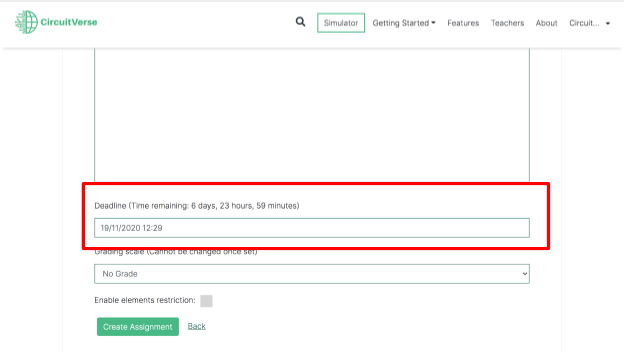 CircuitVerse
Simulator Getting Started Features Teachers About Circuit...
Deadline (Time remaining: 6 days, 23 hours, 59 minutes)
19/11/2020 12:29
Grading scale (Cannot be changed once set)
No Grade
Enable elements restriction:
Create Assignment Back